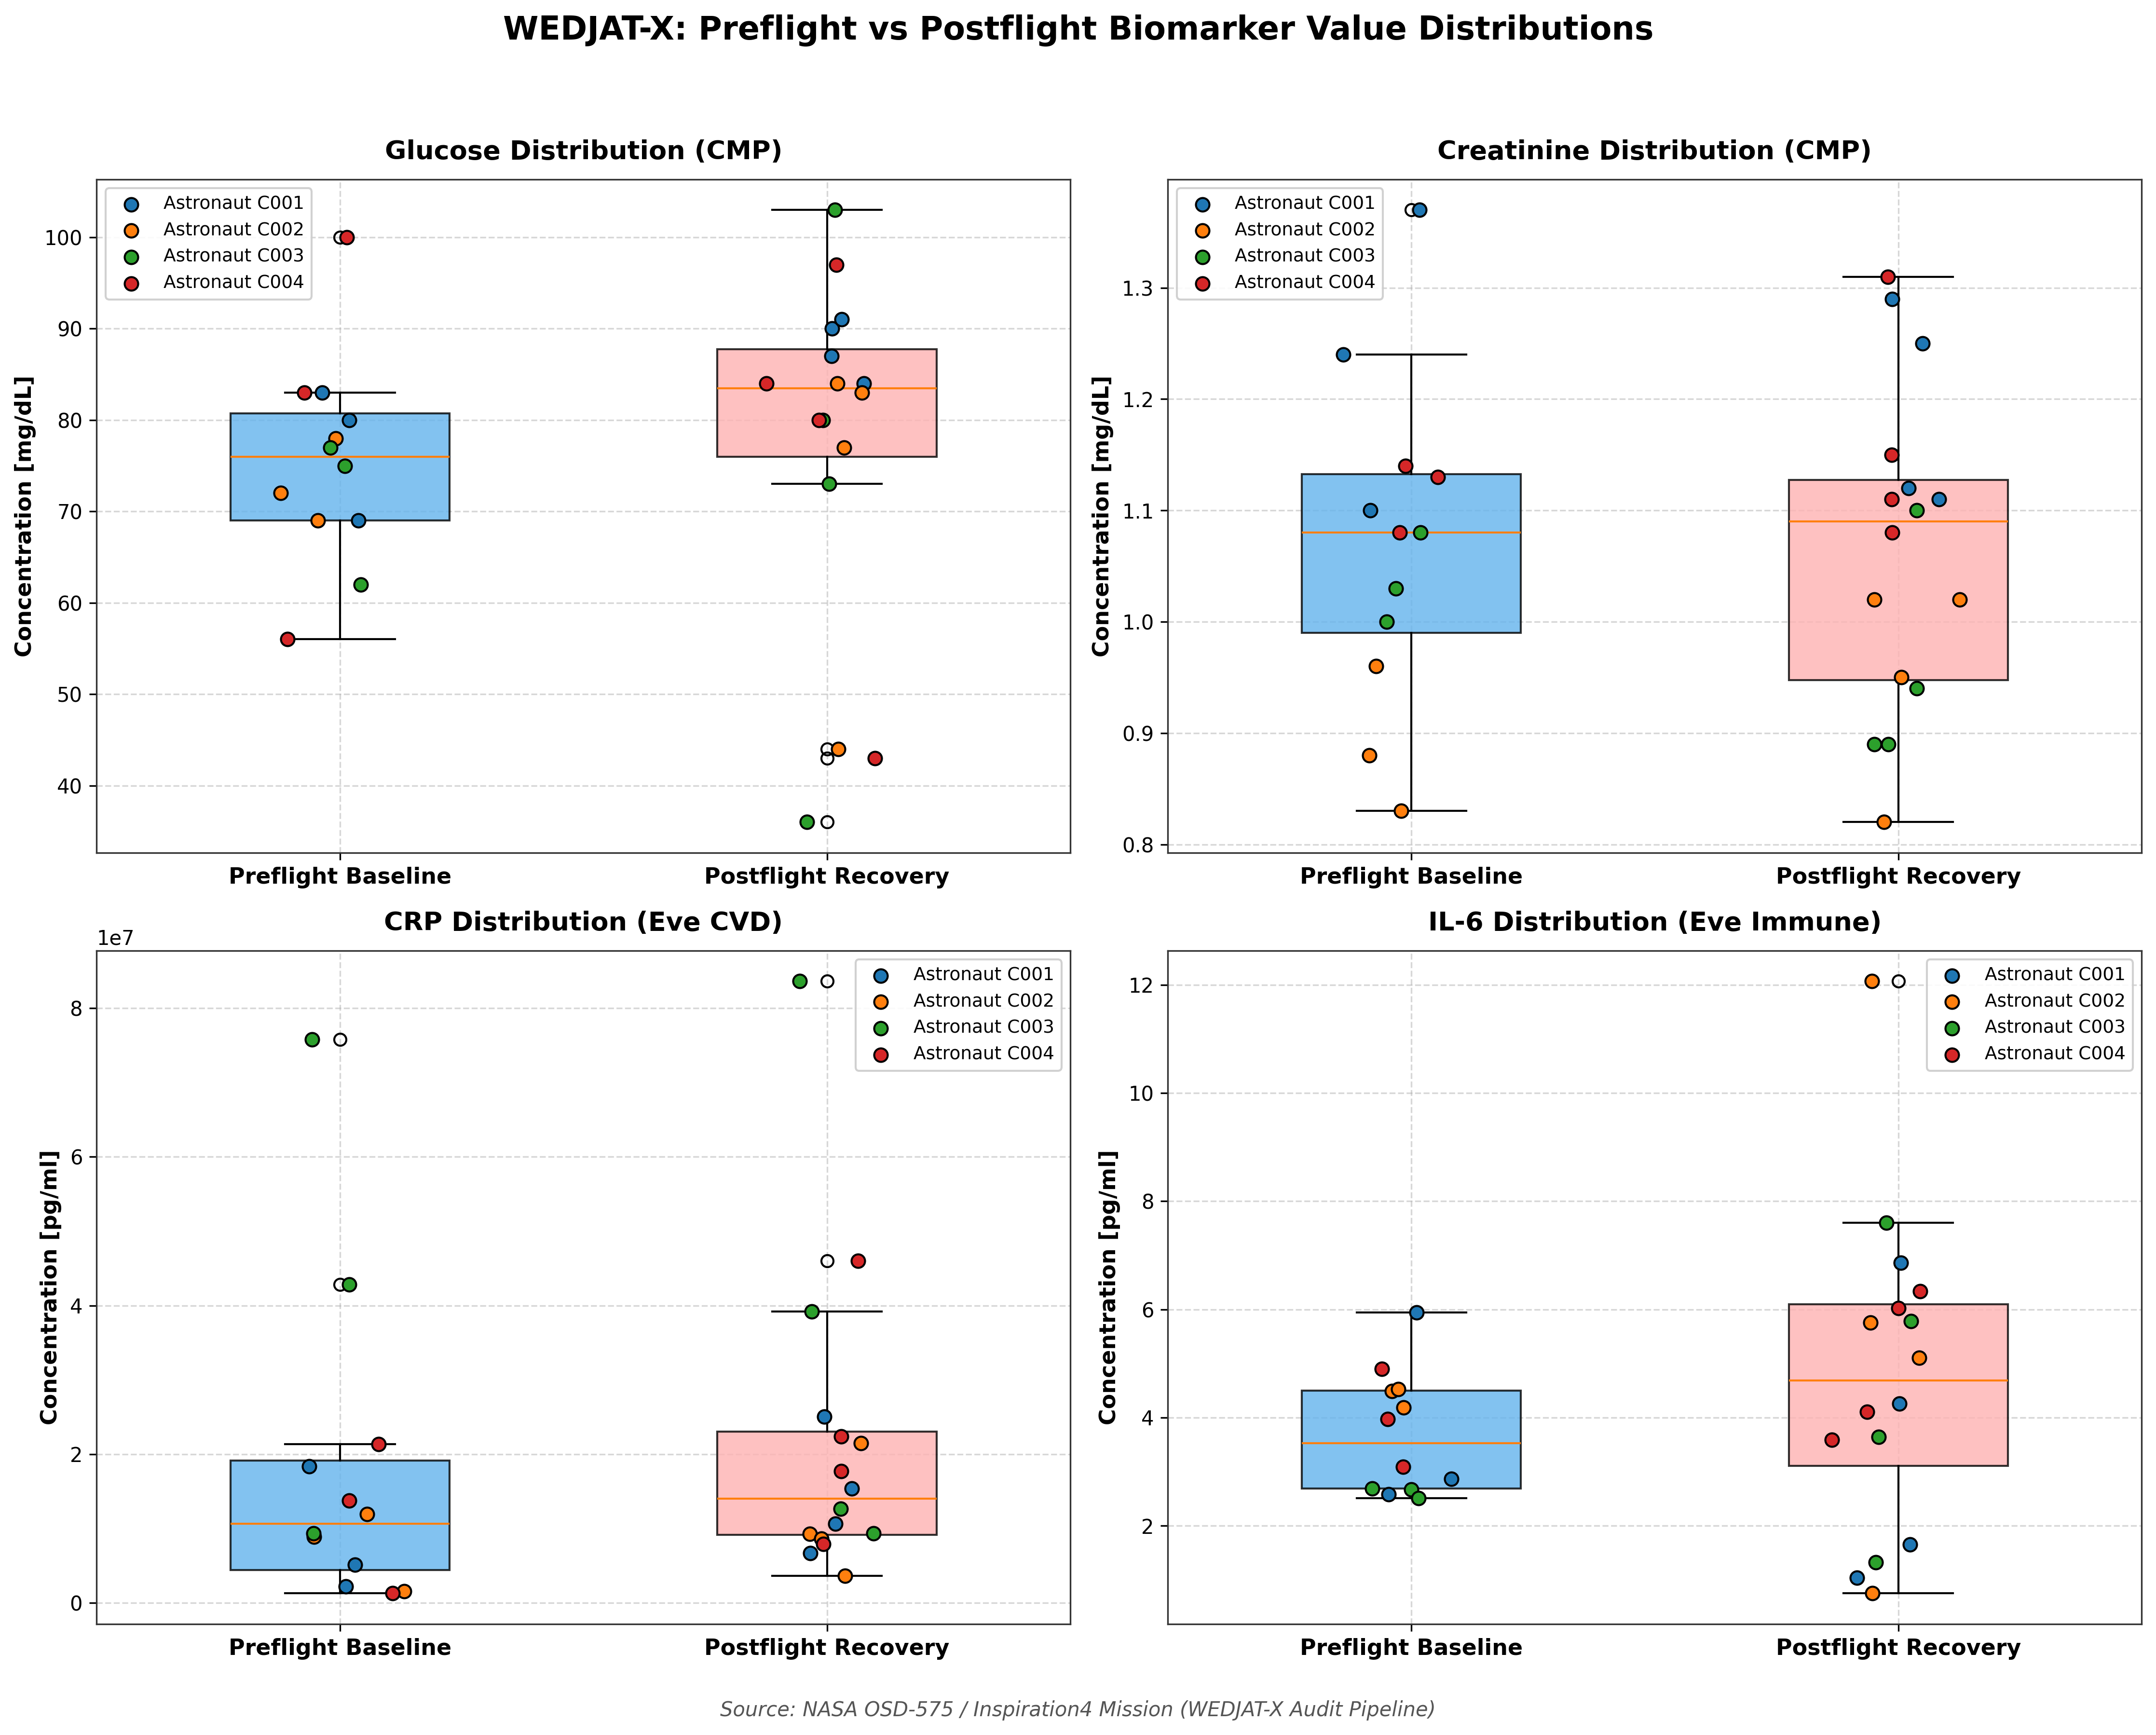 WEDJAT-X: Preflight vs Postflight Biomarker Value Distributions
Glucose Distribution (CMP)
Concentration [mg/dL]
100
90
80
70
60
50
40
Astronaut C001
Astronaut C002
Astronaut C003
Astronaut C004
Preflight Baseline
Postflight Recovery
Creatinine Distribution (CMP)
Concentration [mg/dL]
1.3
1.2
1.1
1.0
0.9
0.8
Astronaut C001
Astronaut C002
Astronaut C003
Astronaut C004
Preflight Baseline
Postflight Recovery
CRP Distribution (Eve CVD)
1e7
Concentration [pg/ml]
8
6
4
2
0
Astronaut C001
Astronaut C002
Astronaut C003
Astronaut C004
Preflight Baseline
Postflight Recovery
IL-6 Distribution (Eve Immune)
Concentration [pg/ml]
12
10
8
6
4
2
Astronaut C001
Astronaut C002
Astronaut C003
Astronaut C004
Preflight Baseline
Postflight Recovery
Source: NASA OSD-575 / Inspiration4 Mission (WEDJAT-X Audit Pipeline)